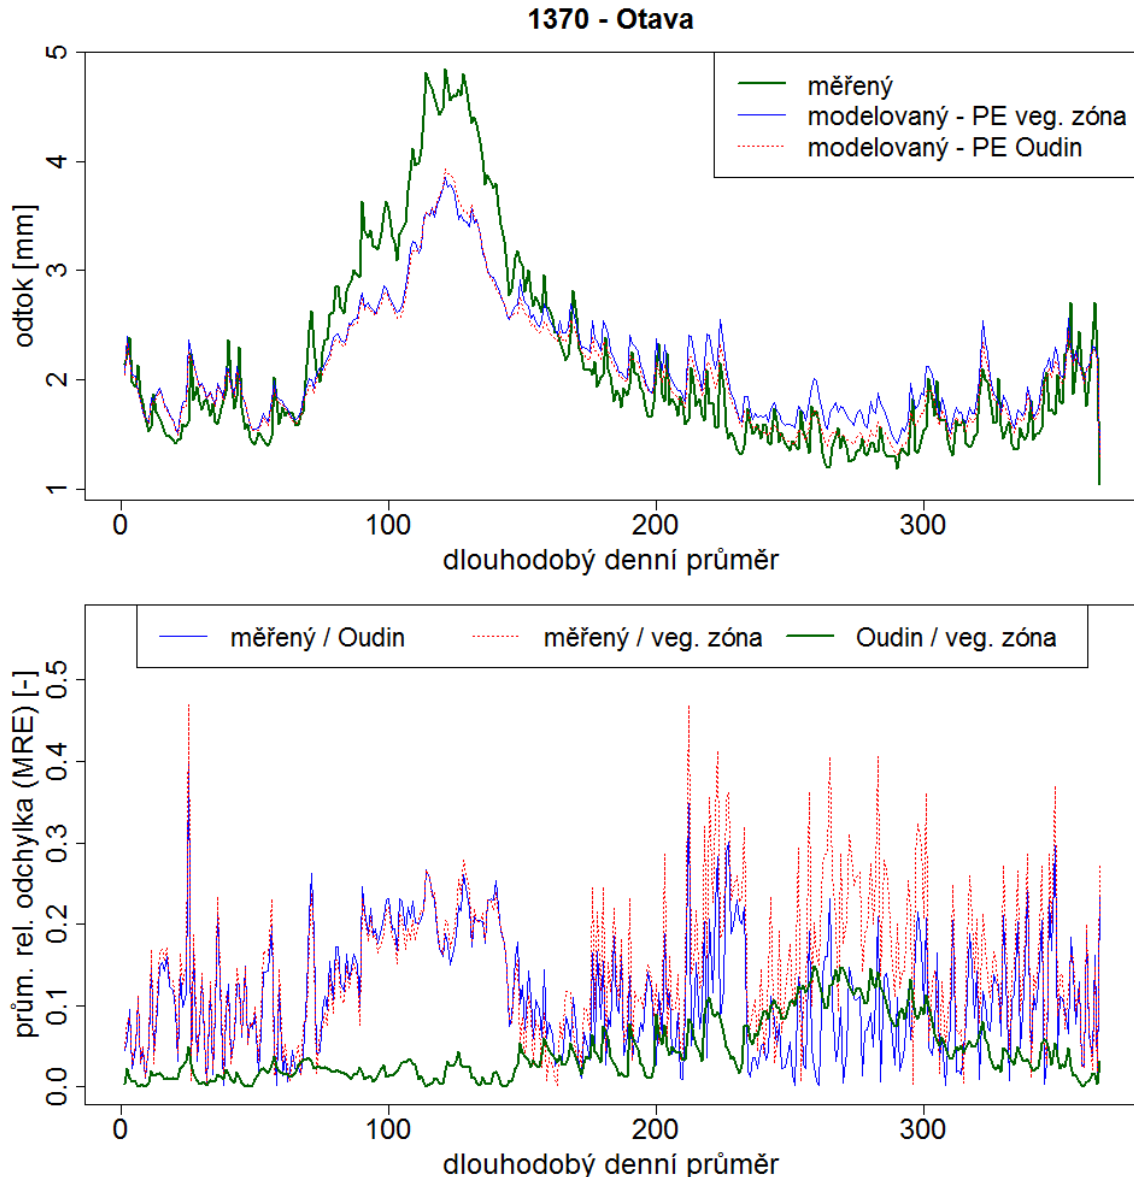 1370 - Otava
měřený
modelovaný - PE veg. zóna
modelovaný - PE Oudin
odtok [mm]
5
4
3
2
1
0 100 200 300
dlouhodobý denní průměr
měřený / Oudin měřený / veg. zóna Oudin / veg. zóna
prům. rel. odchylka (MRE) [-]
0.5
0.4
0.3
0.2
0.1
0.0
0 100 200 300
dlouhodobý denní průměr